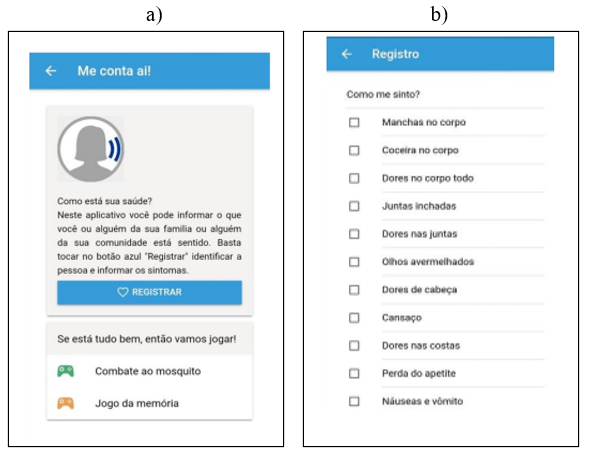 a)
Me conta ai!
Como está sua saúde?
Neste aplicativo você pode informar o que
você ou alguém da sua familia ou alguém
da sua comunidade está sentido. Basta
tocar no botão azul "Registrar" identificar a
pessoa e informar os sintomas.
REGISTRAR
Se está tudo bem, então vamos jogar!
Combate ao mosquito
Jogo da memória
b)
Registro
Como me sinto?
Manchas no corpo
Coceira no corpo
Dores no corpo todo
Juntas inchadas
Dores nas juntas
Olhos avermelhados
Dores de cabeça
Cansaço
Dores nas costas
Perda do apetite
Náuseas e vômito